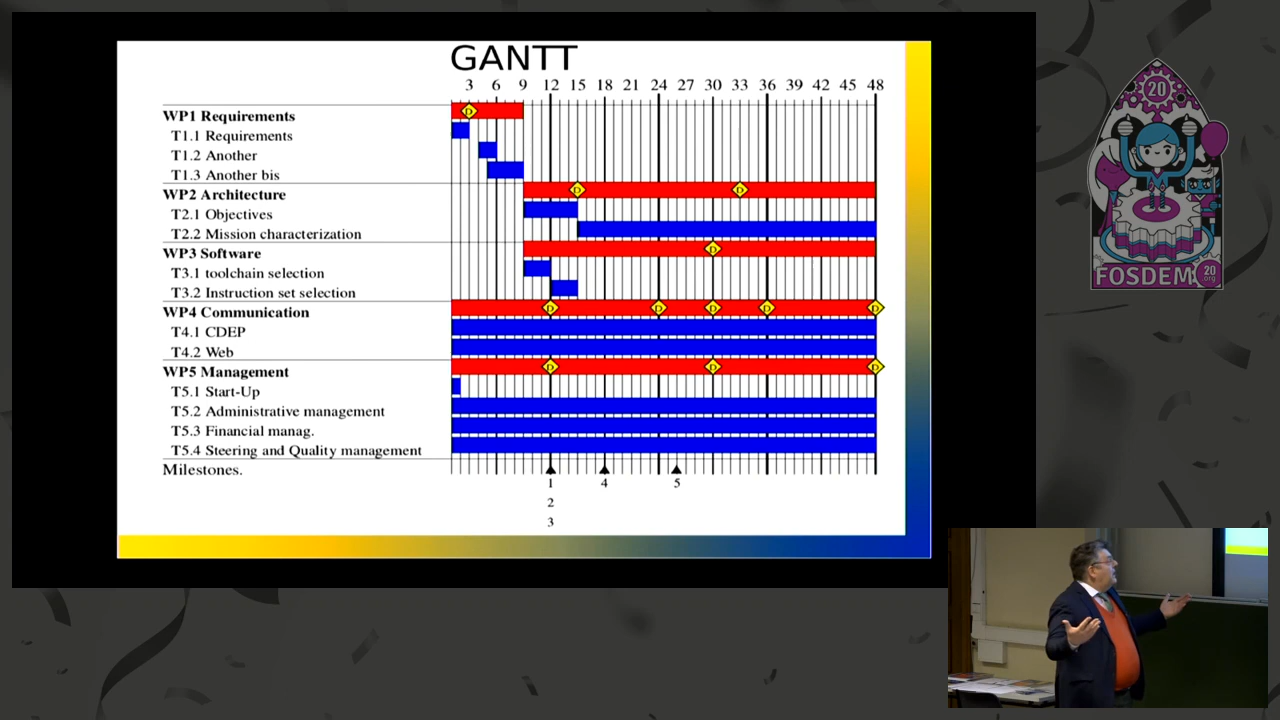 GANTT
3 6 9 12 15 18 21 24 27 30 33 36 39 42 45 48
WP1 Requirements
D
T1.1 Requirements
T1.2 Another
T1.3 Another bis
WP2 Architecture
D D
T2.1 Objectives
T2.2 Mission characterization
WP3 Software
D
T3.1 toolchain selection
T3.2 Instruction set selection
WP4 Communication
D D D D D
T4.1 CDEP
T4.2 Web
WP5 Management
D D D
T5.1 Start-Up
T5.2 Administrative management
T5.3 Financial manag.
T5.4 Steering and Quality management
Milestones.
1 4 5
2
3
20
FOSDEM
20
.org